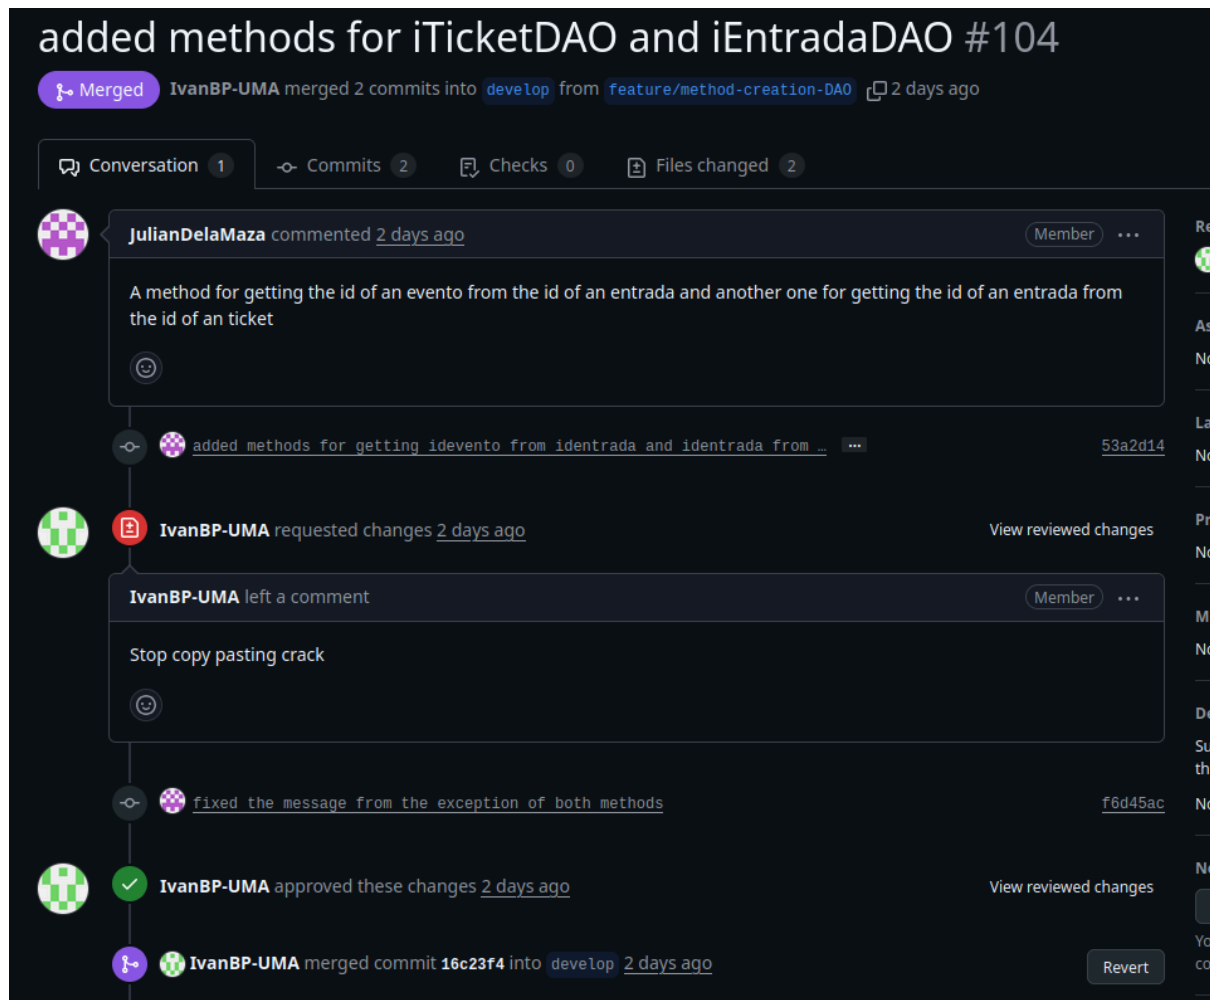 added methods for iTicketDAO and iEntradaDAO #104
Merged IvanBP-UMA merged 2 commits into develop from feature/method-creation-DAO 2 days ago
Conversation 1 Commits 2 Checks 0 Files changed 2
JulianDelaMaza commented 2 days ago Member
A method for getting the id of an evento from the id of an entrada and another one for getting the id of an entrada from
the id of an ticket
added methods for getting idevento from identrada and identrada from … 53a2d14
IvanBP-UMA requested changes 2 days ago View reviewed changes
IvanBP-UMA left a comment Member
Stop copy pasting crack
fixed the message from the exception of both methods f6d45ac
IvanBP-UMA approved these changes 2 days ago View reviewed changes
IvanBP-UMA merged commit 16c23f4 into develop 2 days ago Revert